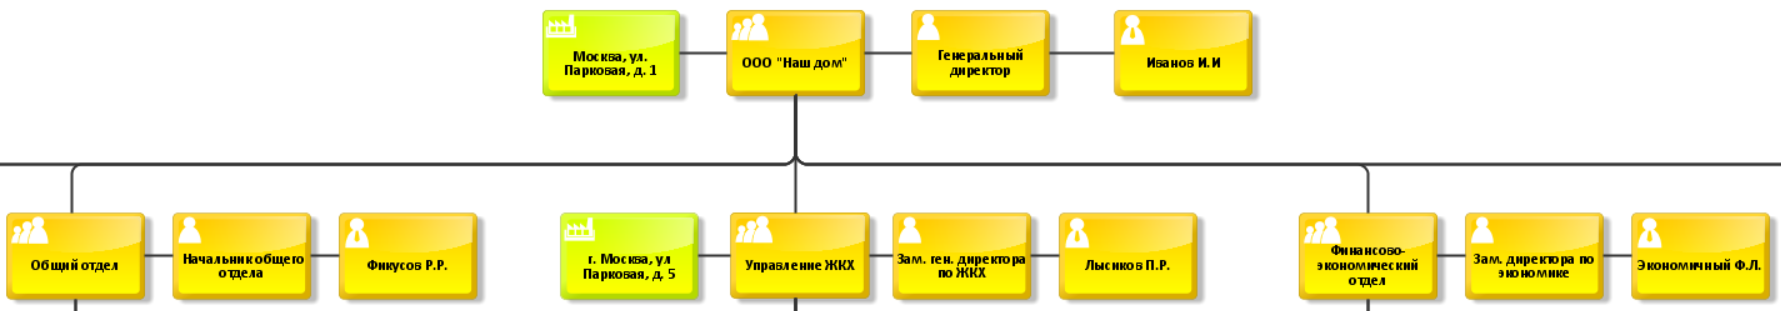 Москва, ул.
Парковая, д. 1
ООО "Наш дом"
Генеральный
директор
Иванов И. И
Общий отдел
Начальник общего
отдела
Фикусов Р.Р.
г. Москва, ул
Парковая, д. 5
Управление ЖКХ
Зам. ген. директора
по ЖКХ
Лысиков П.Р.
Финансово-
экономический
отдел
Зам. директора по
экономике
Экономичный Ф.Л.